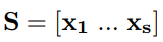 S = [x₁ ... xₛ]